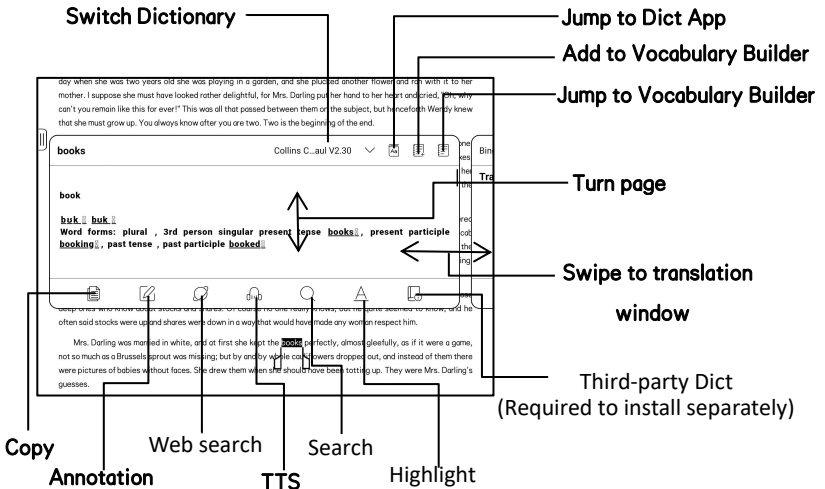 Switch Dictionary
Jump to Dict App
Add to Vocabulary Builder
Jump to Vocabulary Builder
day when she was two years old she was playing in a garden, and she plucked another flower and ran with it to her
mother. I suppose she must have looked rather delightful, for Mrs. Darling put her hand to her heart and cried, "Oh, why
can't you remain like this for ever!" This was all that passed between them on the subject, but henceforth Wendy knew
that she must grow up. You always know after you are two. Two is the beginning of the end.
books
Collins C...aul V2.30
Aa
Bin
Tra
book
buk buk
Word forms: plural , 3rd person singular present tense books, present participle
booking, past tense , past participle booked
Turn page
Swipe to translation
window
often said stocks were up and shares were down in a way that would have made any woman respect him.
Mrs. Darling was married in white, and at first she kept the books perfectly, almost gleefully, as if it were a game,
not so much as a Brussels sprout was missing; but by and by whole cauliflowers dropped out, and instead of them there
were pictures of babies without faces. She drew them when she should have been totting up. They were Mrs. Darling's
guesses.
Third-party Dict
(Required to install separately)
Copy
Web search
Search
Annotation
TTS
Highlight